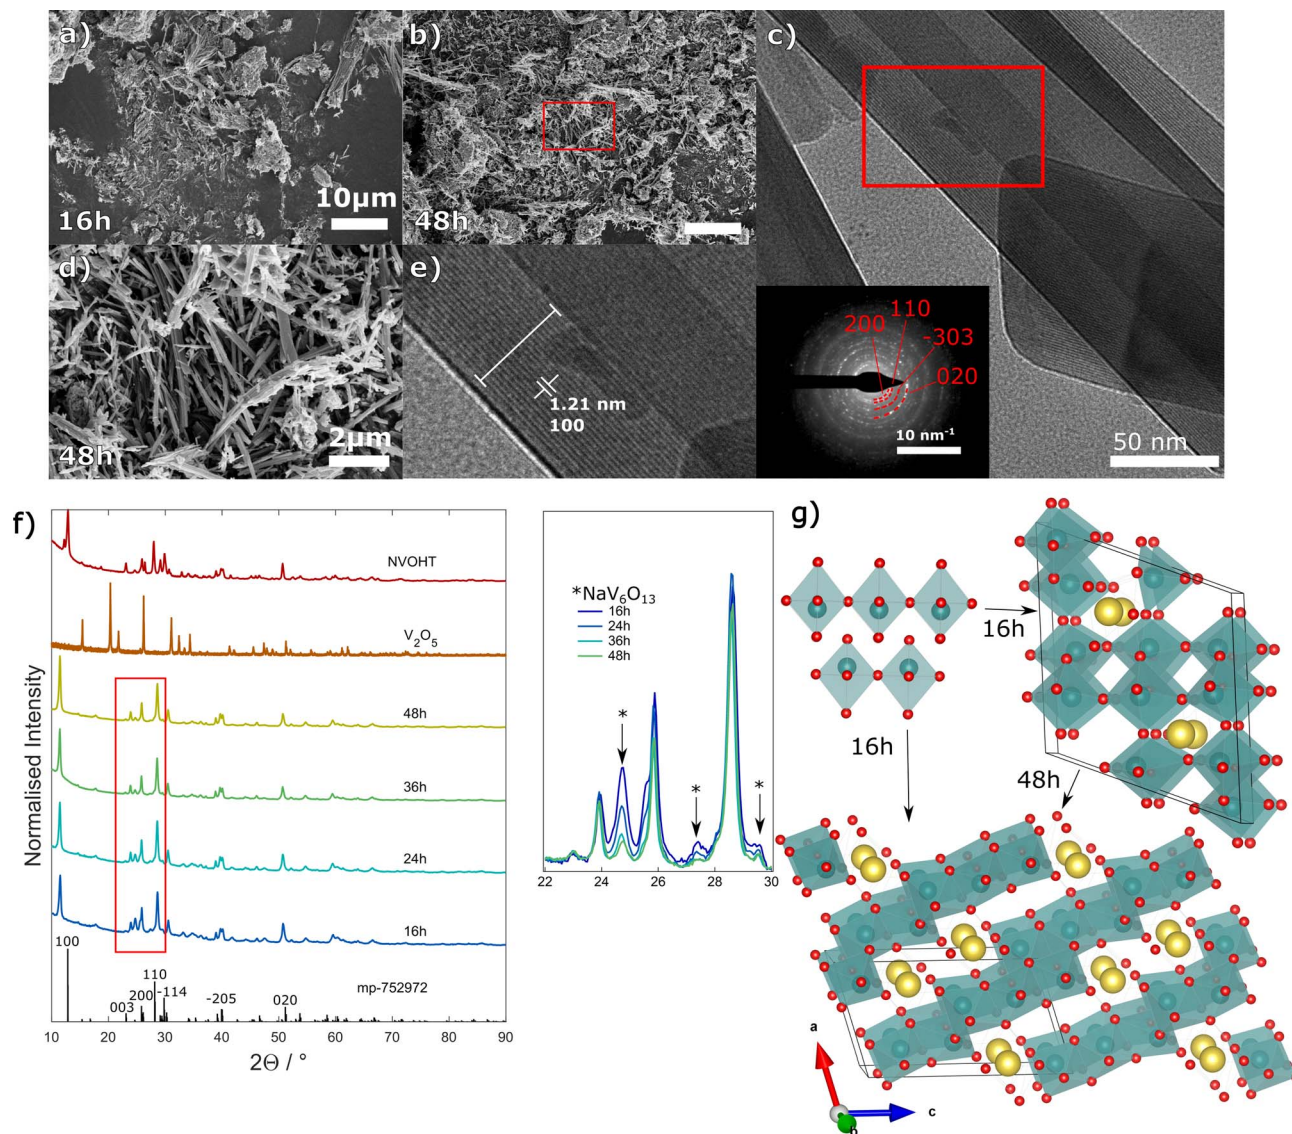 a)
10µm
16h
b)
48h
c)
d)
2µm
48h
e)
1.21 nm
100
200
110
-303
020
10 nm⁻¹
50 nm
f)
NVOHT
V₂O₅
48h
36h
24h
16h
100
003
200
110
-114
-205
020
mp-752972
10 20 30 40 50 60 70 80 90
2Θ / °
Normalised Intensity
*NaV₆O₁₃
16h
24h
36h
48h
*
*
*
22 24 26 28 30
g)
16h
16h
48h
a
b
c